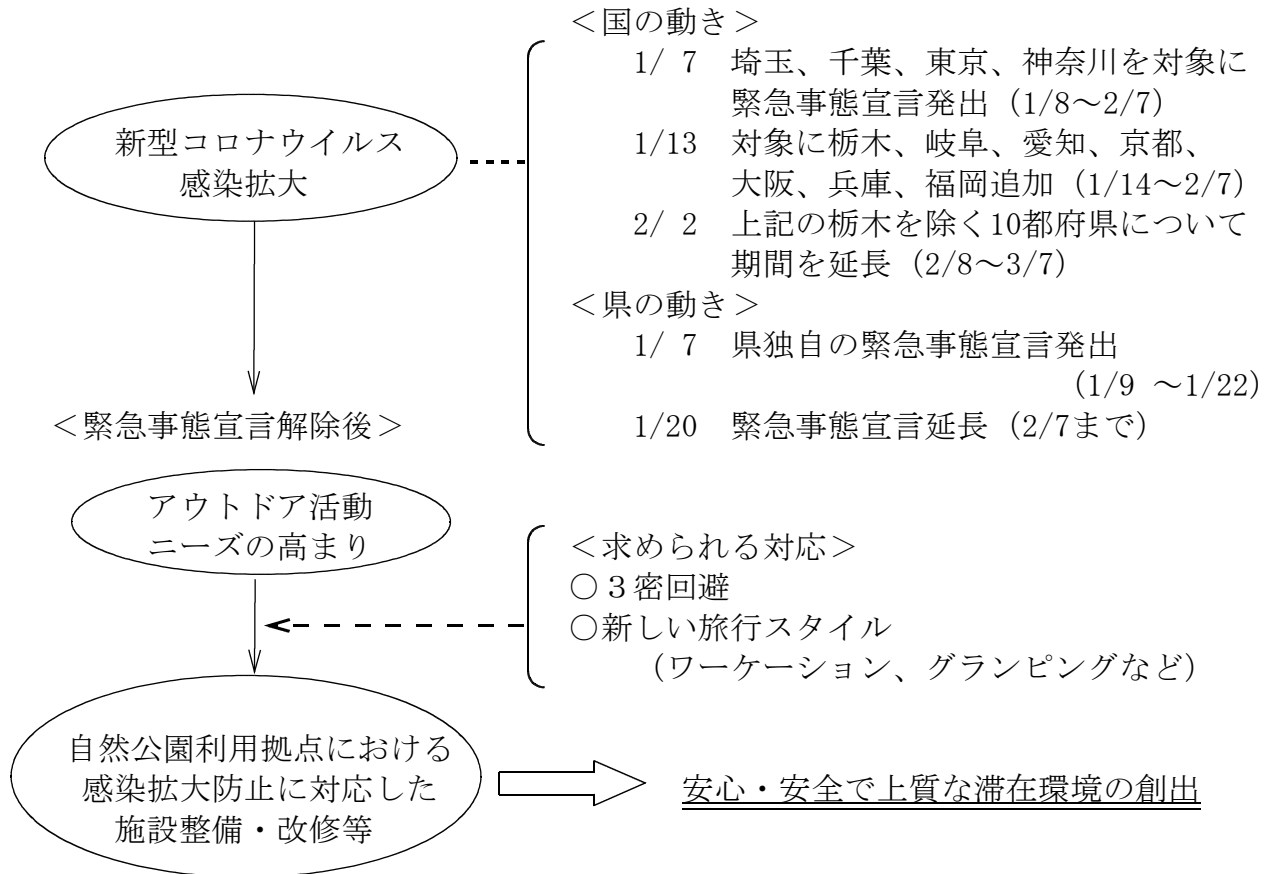 新型コロナウイルス
感染拡大
＜国の動き＞
1/ 7 埼玉、千葉、東京、神奈川を対象に
緊急事態宣言発出（1/8～2/7）
1/13 対象に栃木、岐阜、愛知、京都、
大阪、兵庫、福岡追加（1/14～2/7）
2/ 2 上記の栃木を除く10都府県について
期間を延長（2/8～3/7）
＜県の動き＞
1/ 7 県独自の緊急事態宣言発出
（1/9 ～1/22）
1/20 緊急事態宣言延長（2/7まで）
＜緊急事態宣言解除後＞
アウトドア活動
ニーズの高まり
＜求められる対応＞
○３密回避
○新しい旅行スタイル
（ワーケーション、グランピングなど）
自然公園利用拠点における
感染拡大防止に対応した
施設整備・改修等
安心・安全で上質な滞在環境の創出